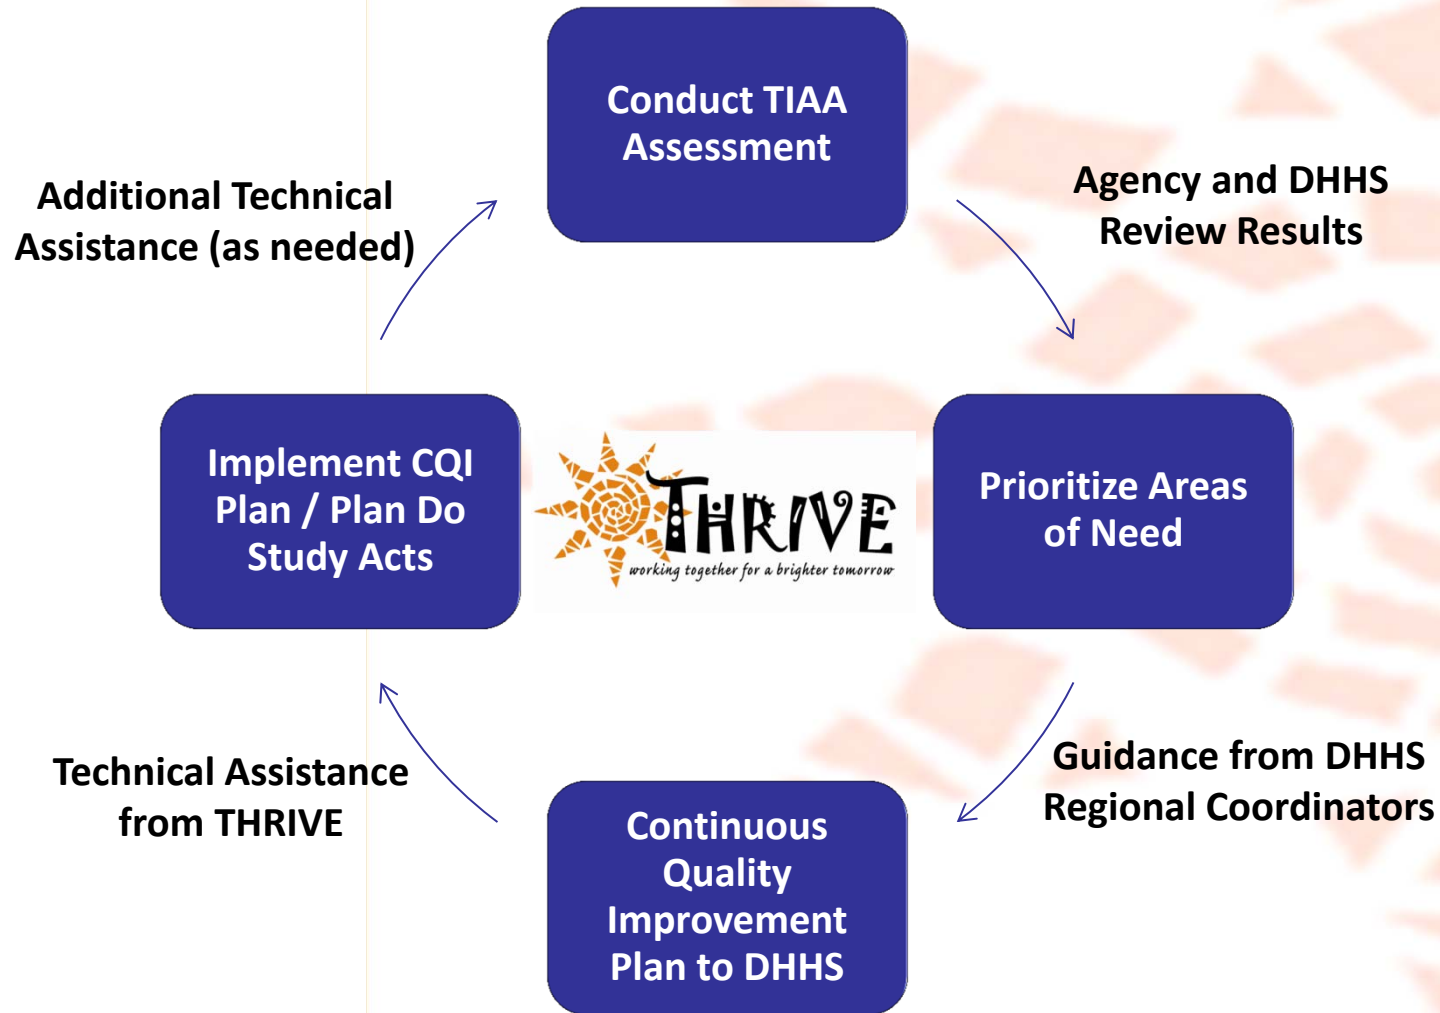 Conduct TIAA
Assessment
Agency and DHHS
Review Results
Prioritize Areas
of Need
Guidance from DHHS
Regional Coordinators
Continuous
Quality
Improvement
Plan to DHHS
Technical Assistance
from THRIVE
Implement CQI
Plan / Plan Do
Study Acts
Additional Technical
Assistance (as needed)
THRIVE
working together for a brighter tomorrow